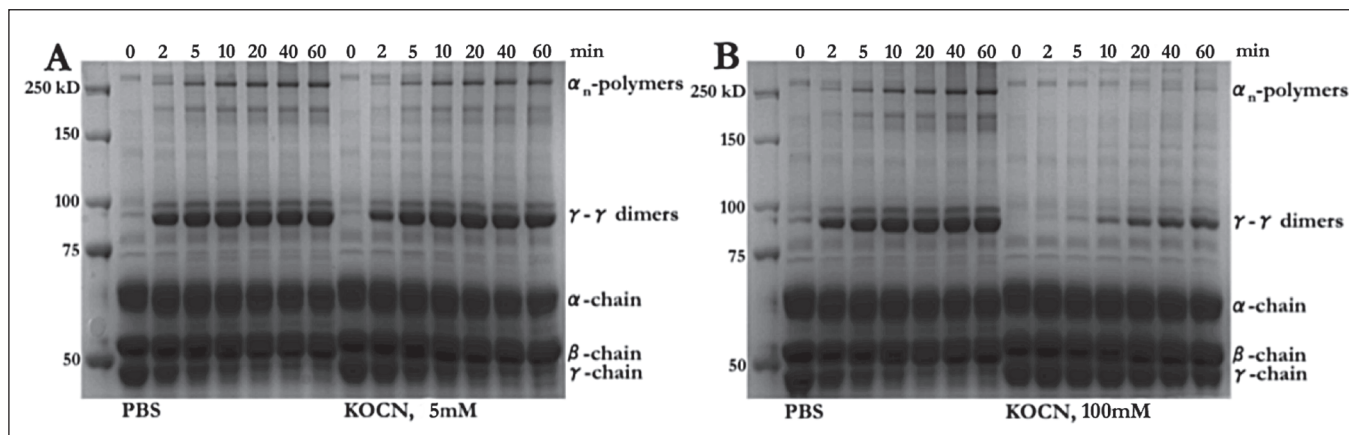 A 0 2 5 10 20 40 60 0 2 5 10 20 40 60 min
250 kD
αn-polymers
150
100
γ-γ dimers
75
α-chain
50
β-chain
γ-chain
PBS KOCN, 5mM
B 0 2 5 10 20 40 60 0 2 5 10 20 40 60 min
250 kD
αn-polymers
150
100
γ-γ dimers
75
α-chain
50
β-chain
γ-chain
PBS KOCN, 100mM